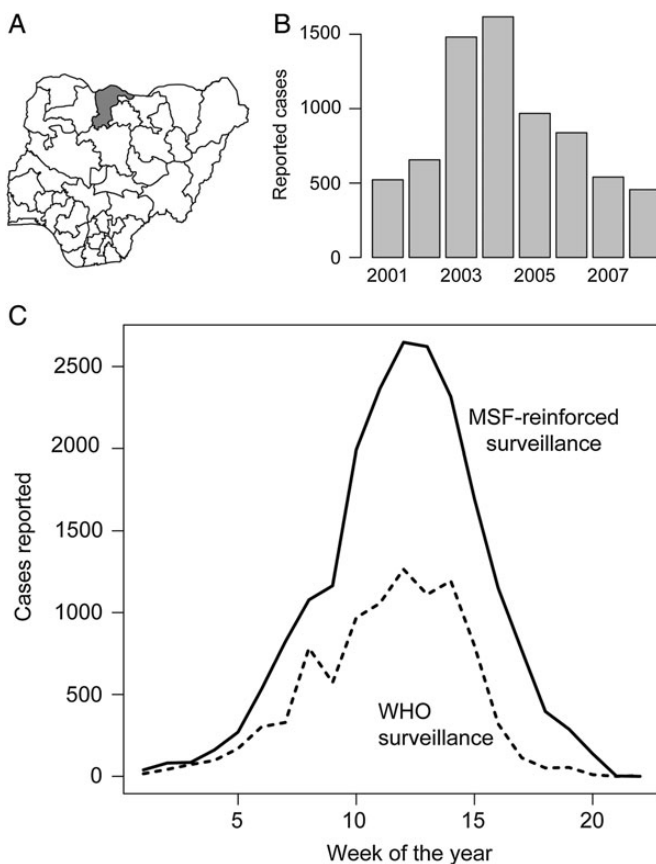 A
B
1500
1000
500
0
Reported cases
2001 2003 2005 2007
C
2500
2000
1500
1000
500
0
Cases reported
MSF-reinforced
surveillance
WHO
surveillance
5 10 15 20
Week of the year